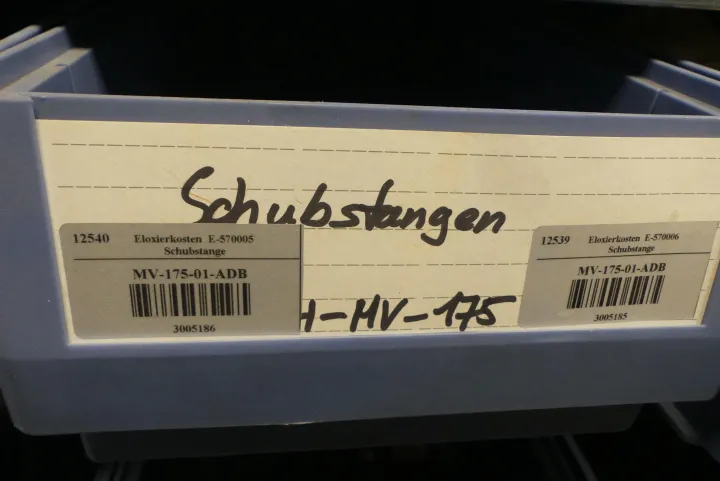 Schubstangen
12540 Eloxierkosten E-570005
Schubstange
MV-175-01-ADB
3005186
-MV-175
12539 Eloxierkosten E-570006
Schubstange
MV-175-01-ADB
3005185